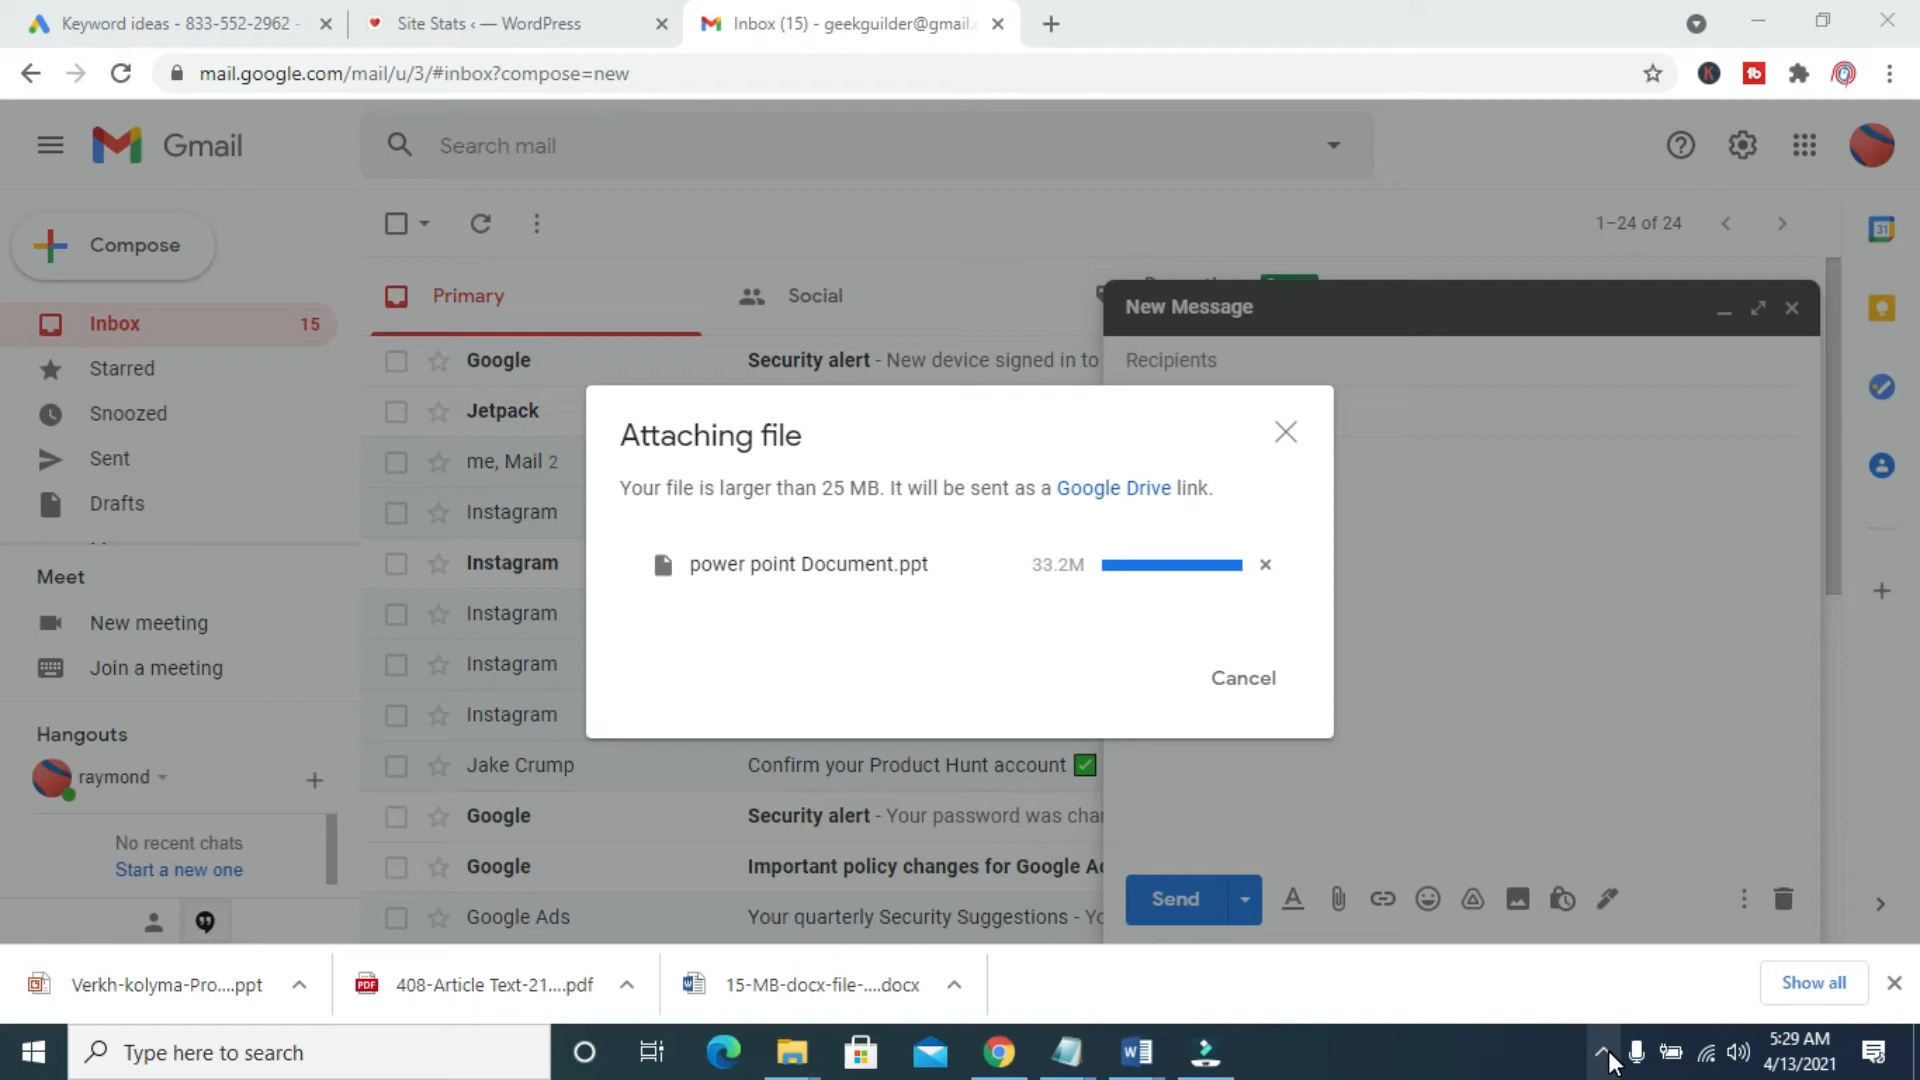 Keyword ideas - 833-552-2962 -
Site Stats ‹ — WordPress
Inbox (15) - geekguilder@gmail.c
mail.google.com/mail/u/3/#inbox?compose=new
Gmail
Search mail
Compose
1–24 of 24
31
Primary
Social
New Message
Inbox 15
Recipients
Starred
Snoozed
Sent
Drafts
Google Security alert - New device signed in to
Jetpack
me, Mail 2
Instagram
Instagram
Instagram
Instagram
Instagram
Jake Crump Confirm your Product Hunt account
Google Security alert - Your password was char
Google Important policy changes for Google Ad
Google Ads Your quarterly Security Suggestions - Yo
Attaching file
Your file is larger than 25 MB. It will be sent as a Google Drive link.
power point Document.ppt 33.2M
Cancel
Meet
New meeting
Join a meeting
Hangouts
raymond
No recent chats
Start a new one
Send
Verkh-kolyma-Pro....ppt
PDF
408-Article Text-21....pdf
15-MB-docx-file-....docx
Show all
Type here to search
5:29 AM
4/13/2021